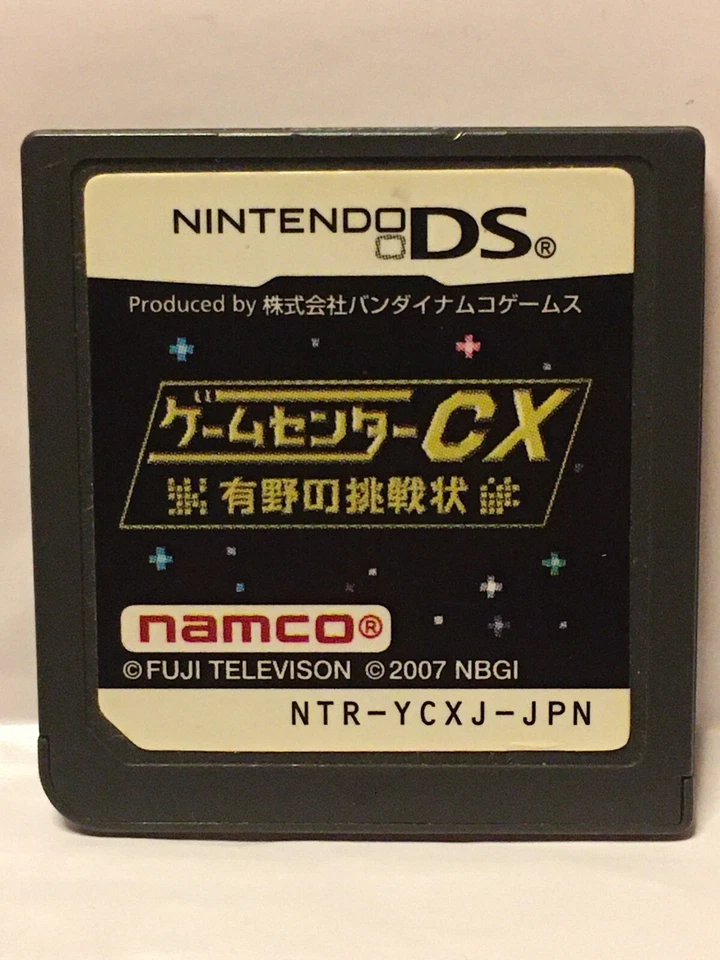 NINTENDO DS®
Produced by 株式会社バンダイナムコゲームス
ゲームセンターCX
有野の挑戦状
namco®
©FUJI TELEVISON ©2007 NBGI
NTR-YCXJ-JPN